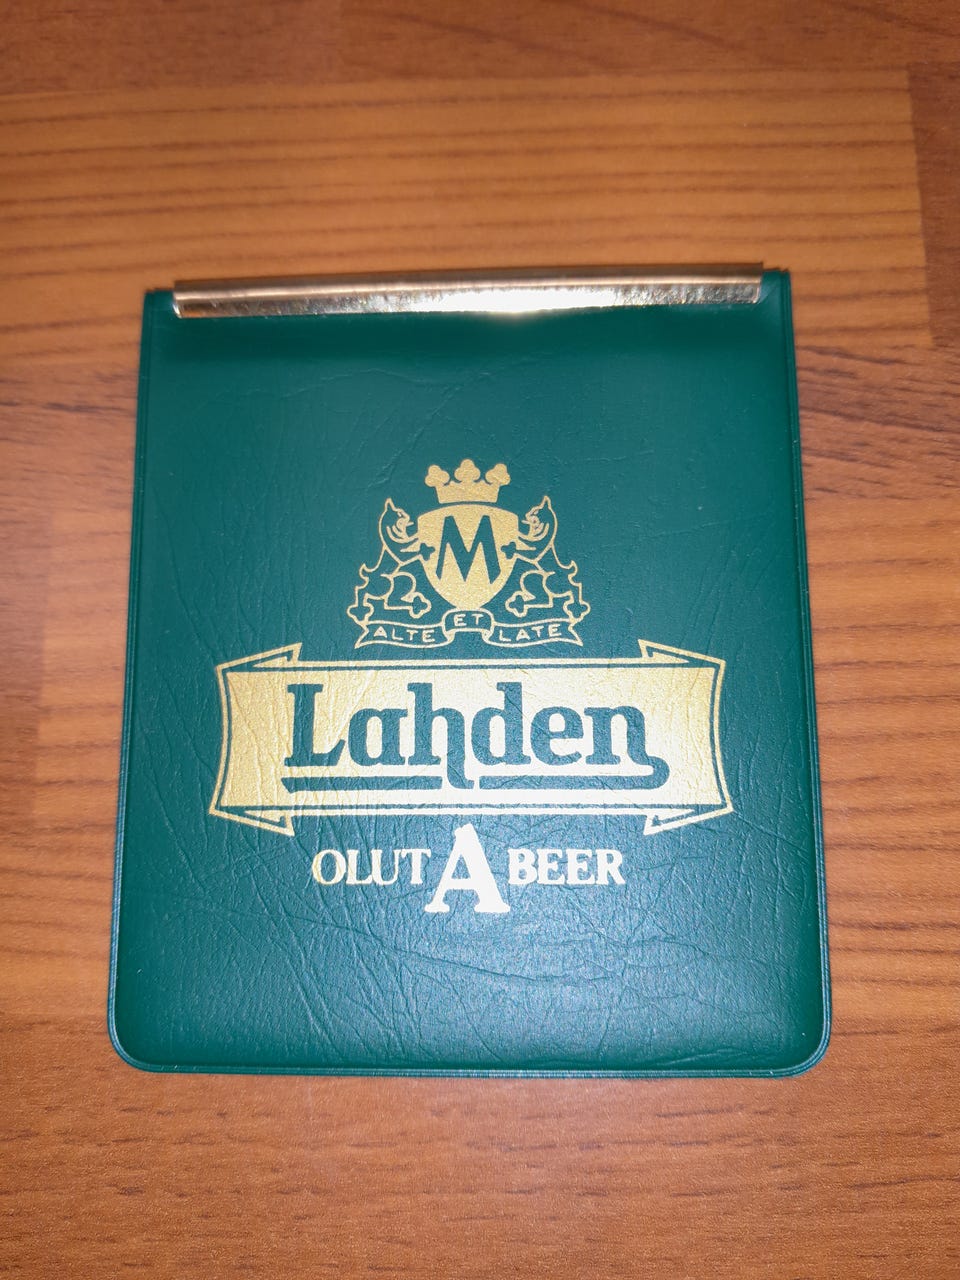 M
ALTE ET LATE
Lahden
OLUT A BEER